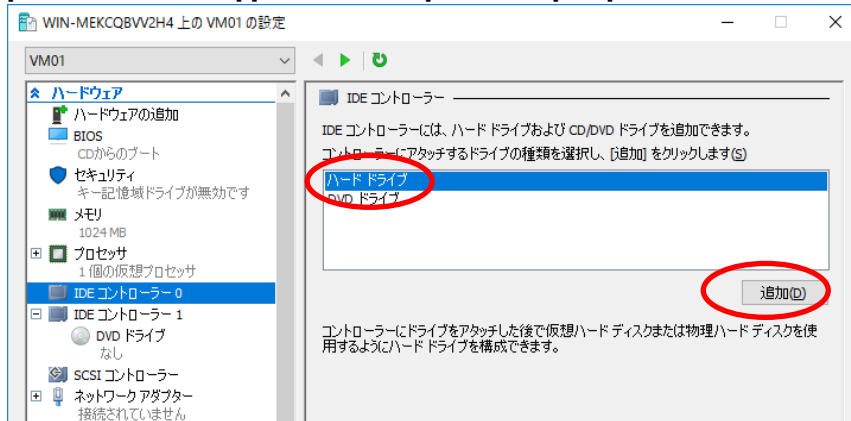 WIN-MEKCQBVV2H4 上の VM01 の設定
VM01
ハードウェア
ハードウェアの追加
BIOS
CDからのブート
セキュリティ
キー記憶域ドライブが無効です
メモリ
1024 MB
プロセッサ
1 個の仮想プロセッサ
IDE コントローラー 0
IDE コントローラー 1
DVD ドライブ
なし
SCSI コントローラー
ネットワーク アダプター
接続されていません
IDE コントローラー
IDE コントローラーには、ハード ドライブおよび CD/DVD ドライブを追加できます。
コントローラーにアタッチするドライブの種類を選択し、[追加] をクリックします(S)
ハード ドライブ
DVD ドライブ
追加(D)
コントローラーにドライブをアタッチした後で仮想ハード ディスクまたは物理ハード ディスクを使
用するようにハード ドライブを構成できます。